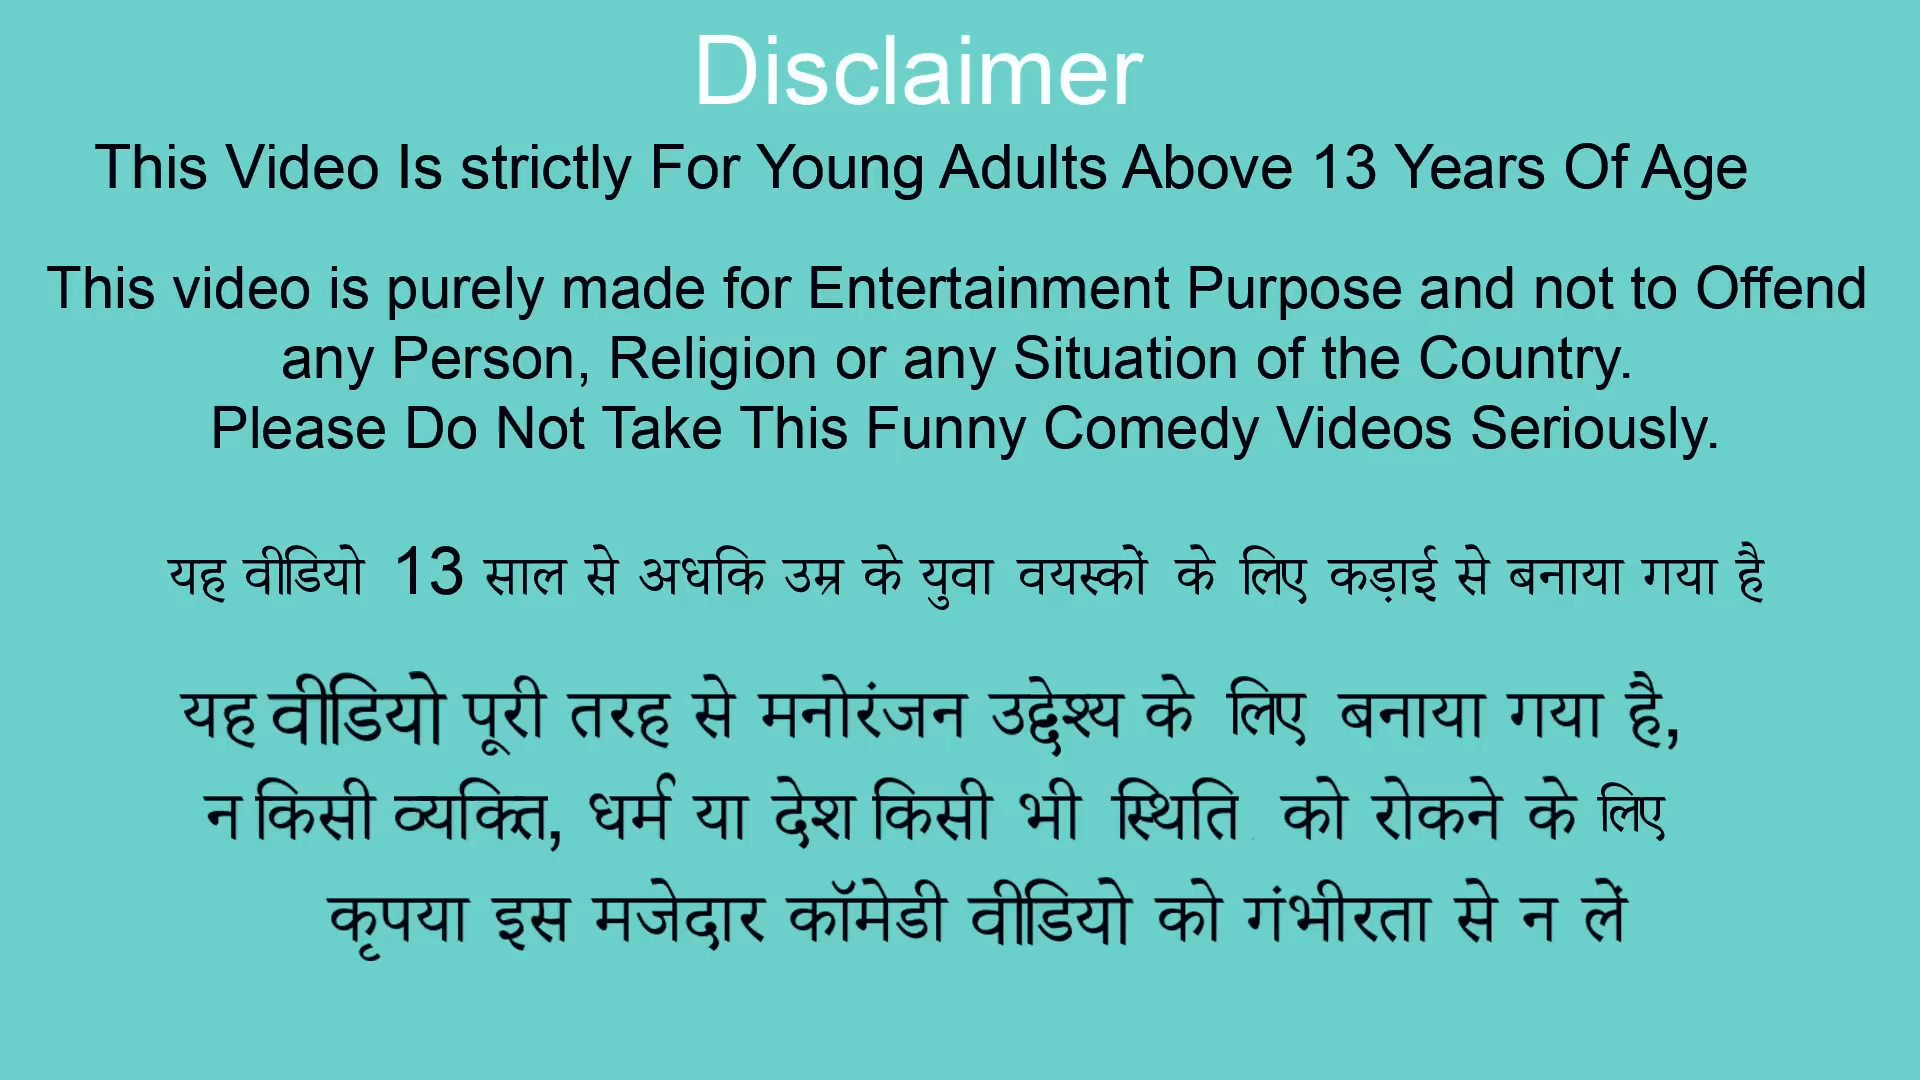 Disclaimer
This Video Is strictly For Young Adults Above 13 Years Of Age
This video is purely made for Entertainment Purpose and not to Offend
any Person, Religion or any Situation of the Country.
Please Do Not Take This Funny Comedy Videos Seriously.
यह वीडियो 13 साल से अधकि उम्र के युवा वयस्कों के लिए कड़ाई से बनाया गया है
यह वीडियो पूरी तरह से मनोरंजन उद्देश्य के लिए बनाया गया है,
न किसी व्यक्ति, धर्म या देश किसी भी स्थिति को रोकने के लिए
कृपया इस मजेदार कॉमेडी वीडियो को गंभीरता से न लें